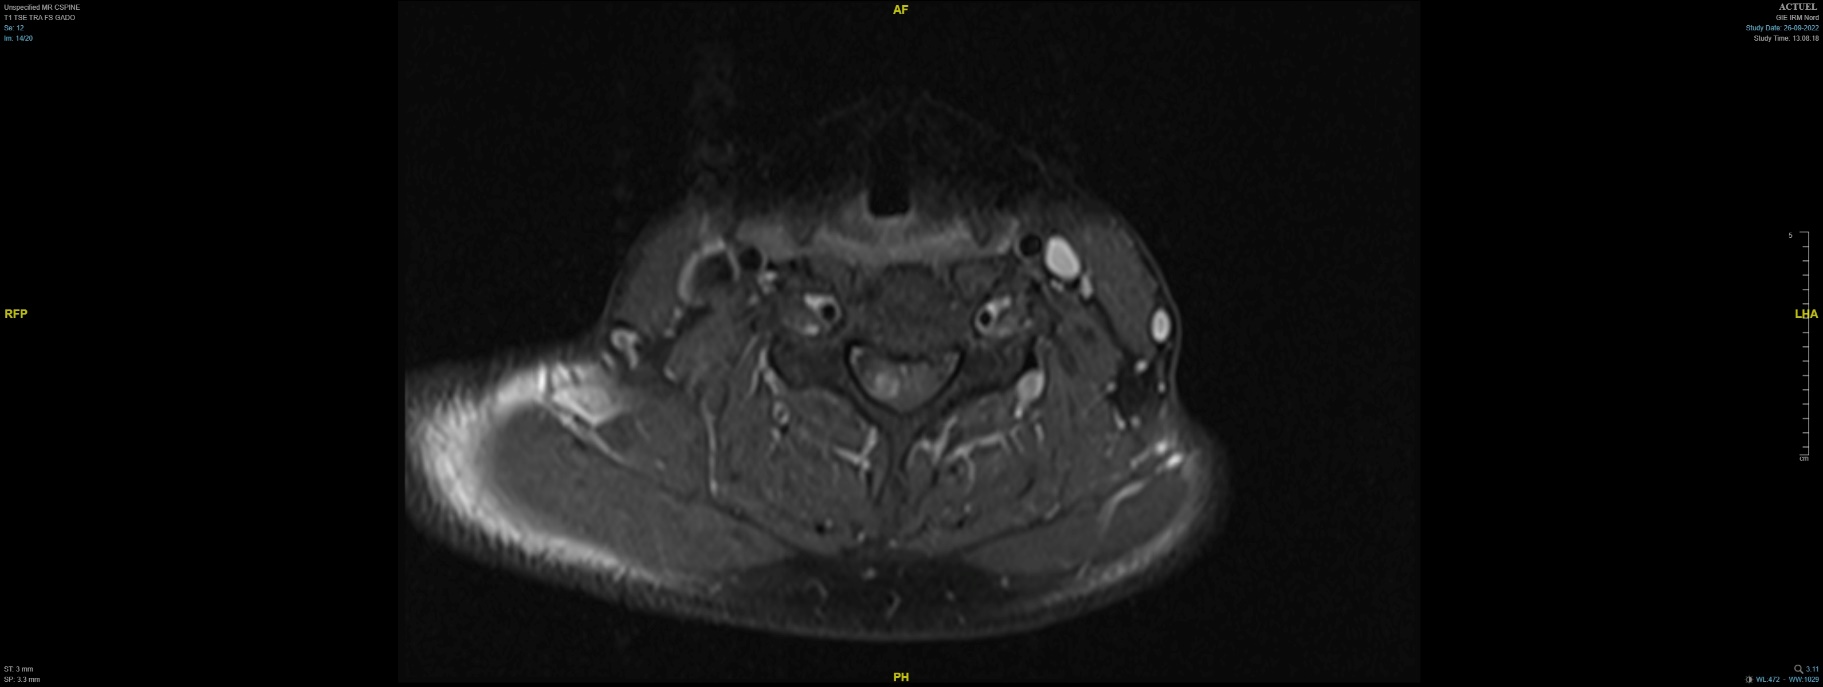 Unspecified MR CSPINE
T1 TSE TRA FS GADO
Se: 12
Im: 14/20
ACTUEL
GIE IRM Nord
Study Date: 26-09-2022
Study Time: 13:08:18
AF
RFP
LHA
5
cm
PH
ST: 3 mm
SP: 3.3 mm
3.11
WL:472 - WW:1029